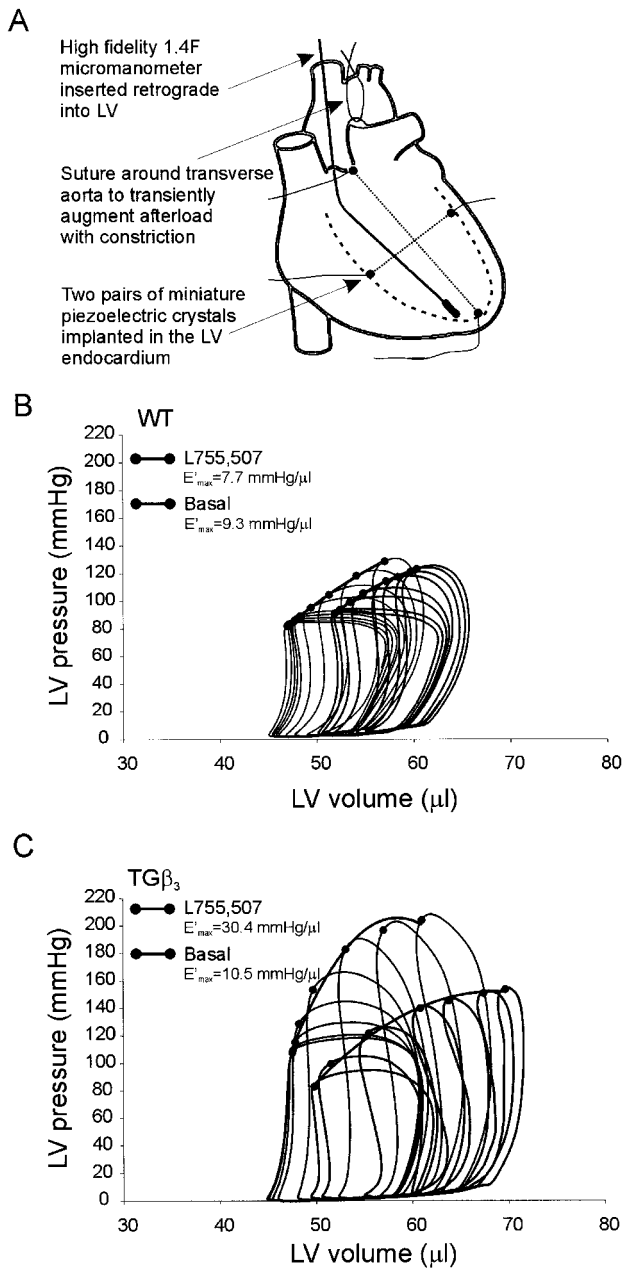 A
High fidelity 1.4F
micromanometer
inserted retrograde
into LV
Suture around transverse
aorta to transiently
augment afterload
with constriction
Two pairs of miniature
piezoelectric crystals
implanted in the LV
endocardium
B
WT
L755,507
E'max=7.7 mmHg/µl
Basal
E'max=9.3 mmHg/µl
LV pressure (mmHg)
220
200
180
160
140
120
100
80
60
40
20
0
30 40 50 60 70 80
LV volume (µl)
C
TGβ3
L755,507
E'max=30.4 mmHg/µl
Basal
E'max=10.5 mmHg/µl
LV pressure (mmHg)
220
200
180
160
140
120
100
80
60
40
20
0
30 40 50 60 70 80
LV volume (µl)